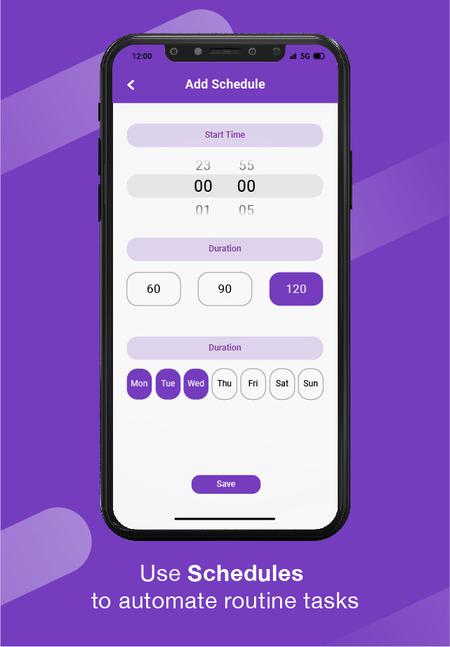 12:00 5G
Add Schedule
Start Time
23 55
00 00
01 05
Duration
60 90 120
Duration
Mon Tue Wed Thu Fri Sat Sun
Save
Use Schedules
to automate routine tasks